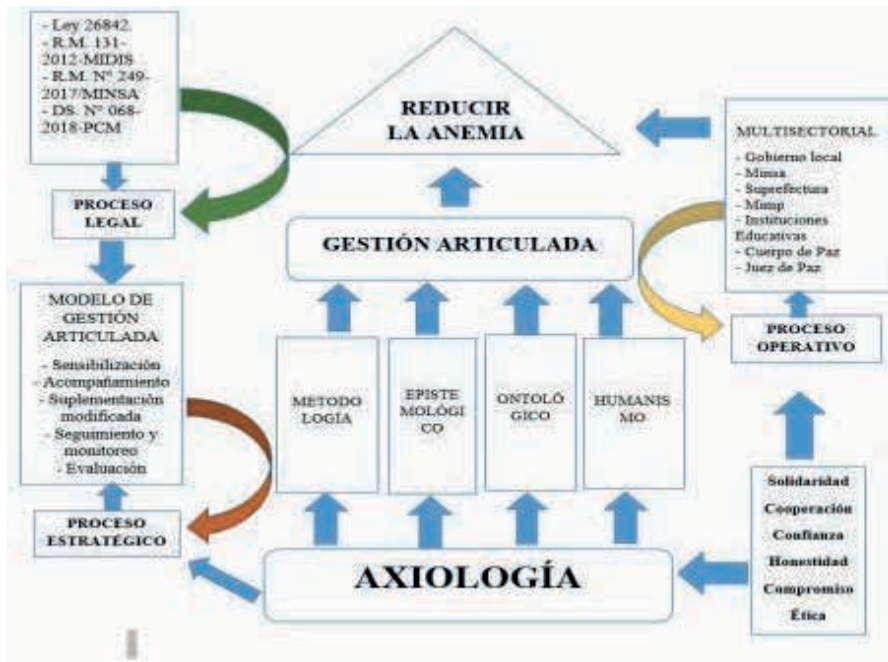 - Ley 26842.
- R.M. 131-
2012-MIDIS
- R.M. N° 249-
2017/MINSA
- DS. N° 068-
2018-PCM
PROCESO
LEGAL
MODELO DE
GESTIÓN
ARTICULADA
- Sensibilización
- Acompañamiento
- Suplementación
modificada
- Seguimiento y
monitoreo
- Evaluación
PROCESO
ESTRATÉGICO
REDUCIR
LA ANEMIA
GESTIÓN ARTICULADA
METODO
LOGÍA
EPISTE
MOLÓGI
CO
ONTOLÓ
GICO
HUMANIS
MO
AXIOLOGÍA
MULTISECTORIAL
- Gobierno local
- Minsa
- Suprefectura
- Mimp
- Instituciones
Educativas
- Cuerpo de Paz
- Juez de Paz
PROCESO
OPERATIVO
Solidaridad
Cooperación
Confianza
Honestidad
Compromiso
Ética